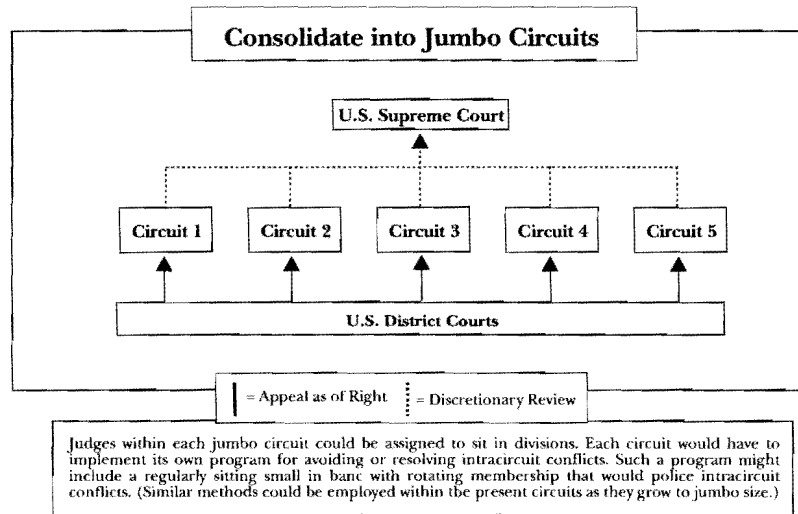 Consolidate into Jumbo Circuits
U.S. Supreme Court
Circuit 1 Circuit 2 Circuit 3 Circuit 4 Circuit 5
U.S. District Courts
= Appeal as of Right = Discretionary Review
Judges within each jumbo circuit could be assigned to sit in divisions. Each circuit would have to
implement its own program for avoiding or resolving intracircuit conflicts. Such a program might
include a regularly sitting small in banc with rotating membership that would police intracircuit
conflicts. (Similar methods could be employed within the present circuits as they grow to jumbo size.)